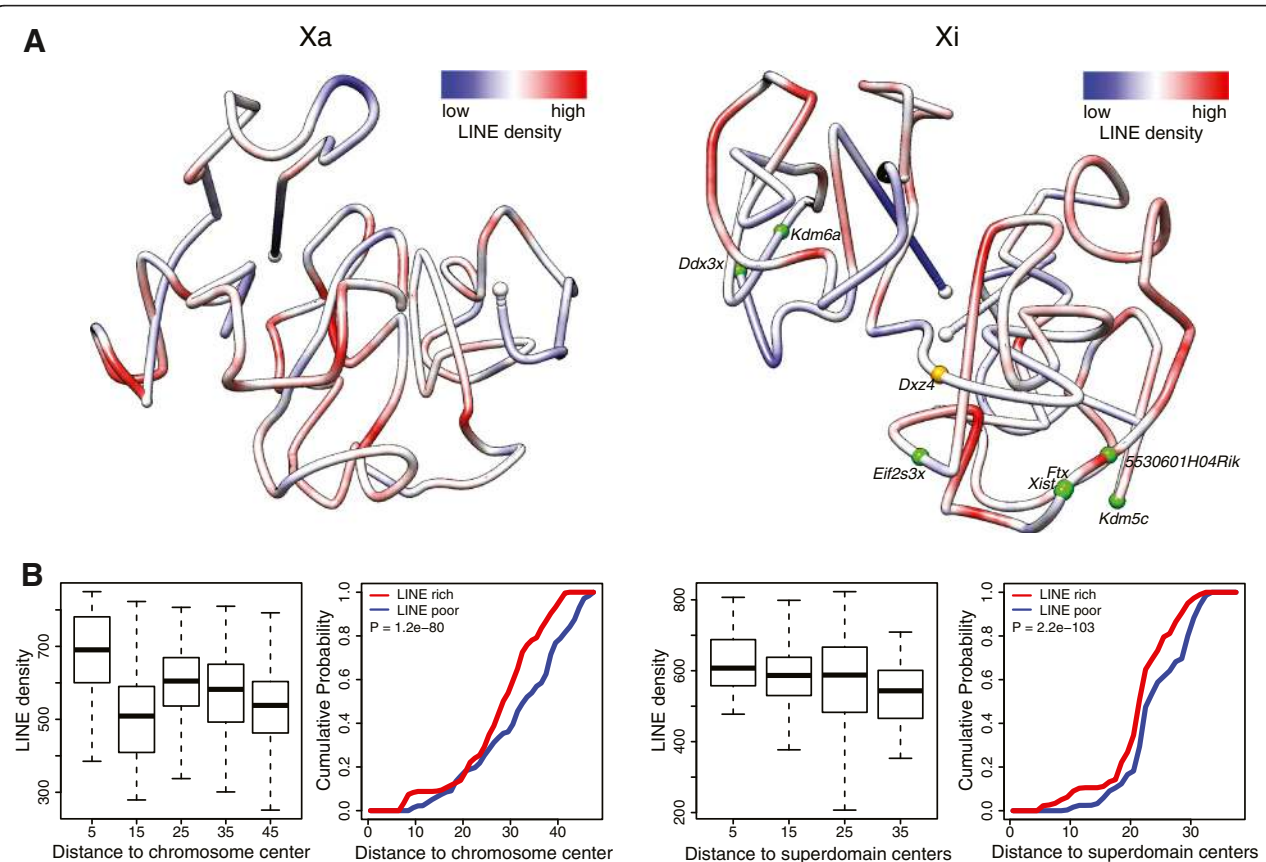 A
Xa
Xi
low high
LINE density
low high
LINE density
Kdm6a
Ddx3x
Dxz4
Eif2s3x
Ftx
Xist
5530601H04Rik
Kdm5c
B
LINE density
300 500 700
5 15 25 35 45
Distance to chromosome center
Cumulative Probability
0.0 0.2 0.4 0.6 0.8 1.0
LINE rich
LINE poor
P = 1.2e−80
0 10 20 30 40
Distance to chromosome center
LINE density
200 400 600 800
5 15 25 35
Distance to superdomain centers
Cumulative Probability
0.0 0.2 0.4 0.6 0.8 1.0
LINE rich
LINE poor
P = 2.2e−103
0 10 20 30
Distance to superdomain centers